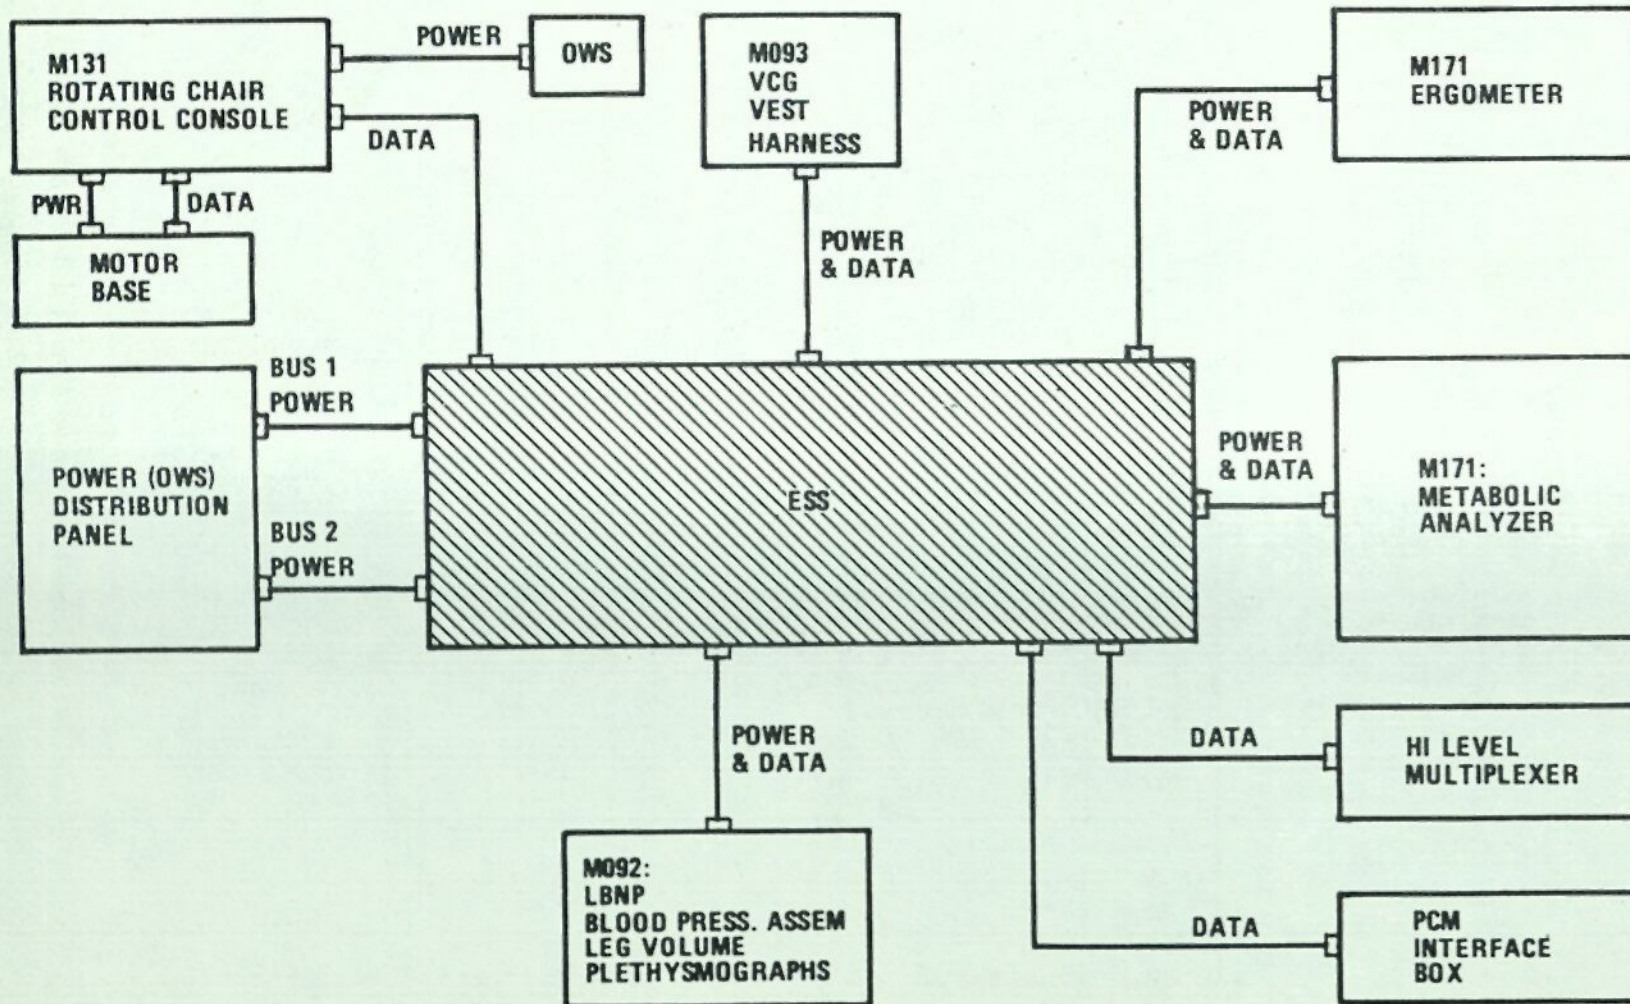 M131
ROTATING CHAIR
CONTROL CONSOLE
POWER
OWS
DATA
PWR
DATA
MOTOR
BASE
M093
VCG
VEST
HARNESS
POWER
& DATA
M171
ERGOMETER
POWER
& DATA
POWER (OWS)
DISTRIBUTION
PANEL
BUS 1
POWER
BUS 2
POWER
ESS
POWER
& DATA
M171:
METABOLIC
ANALYZER
POWER
& DATA
M092:
LBNP
BLOOD PRESS. ASSEM
LEG VOLUME
PLETHYSMOGRAPHS
DATA
HI LEVEL
MULTIPLEXER
DATA
PCM
INTERFACE
BOX